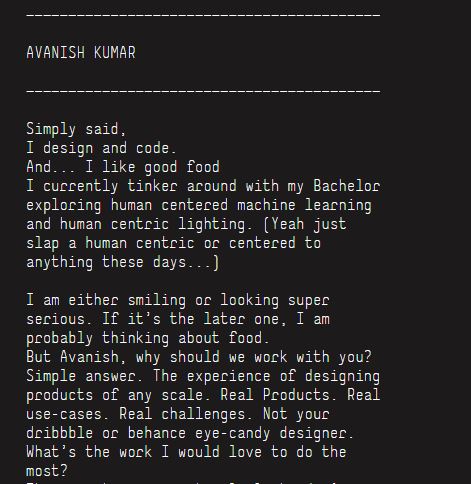 AVANISH KUMAR
Simply said,
I design and code.
And... I like good food
I currently tinker around with my Bachelor
exploring human centered machine learning
and human centric lighting. (Yeah just
slap a human centric or centered to
anything these days...)
I am either smiling or looking super
serious. If it's the later one, I am
probably thinking about food.
But Avanish, why should we work with you?
Simple answer. The experience of designing
products of any scale. Real Products. Real
use-cases. Real challenges. Not your
dribbble or behance eye-candy designer.
What's the work I would love to do the
most?